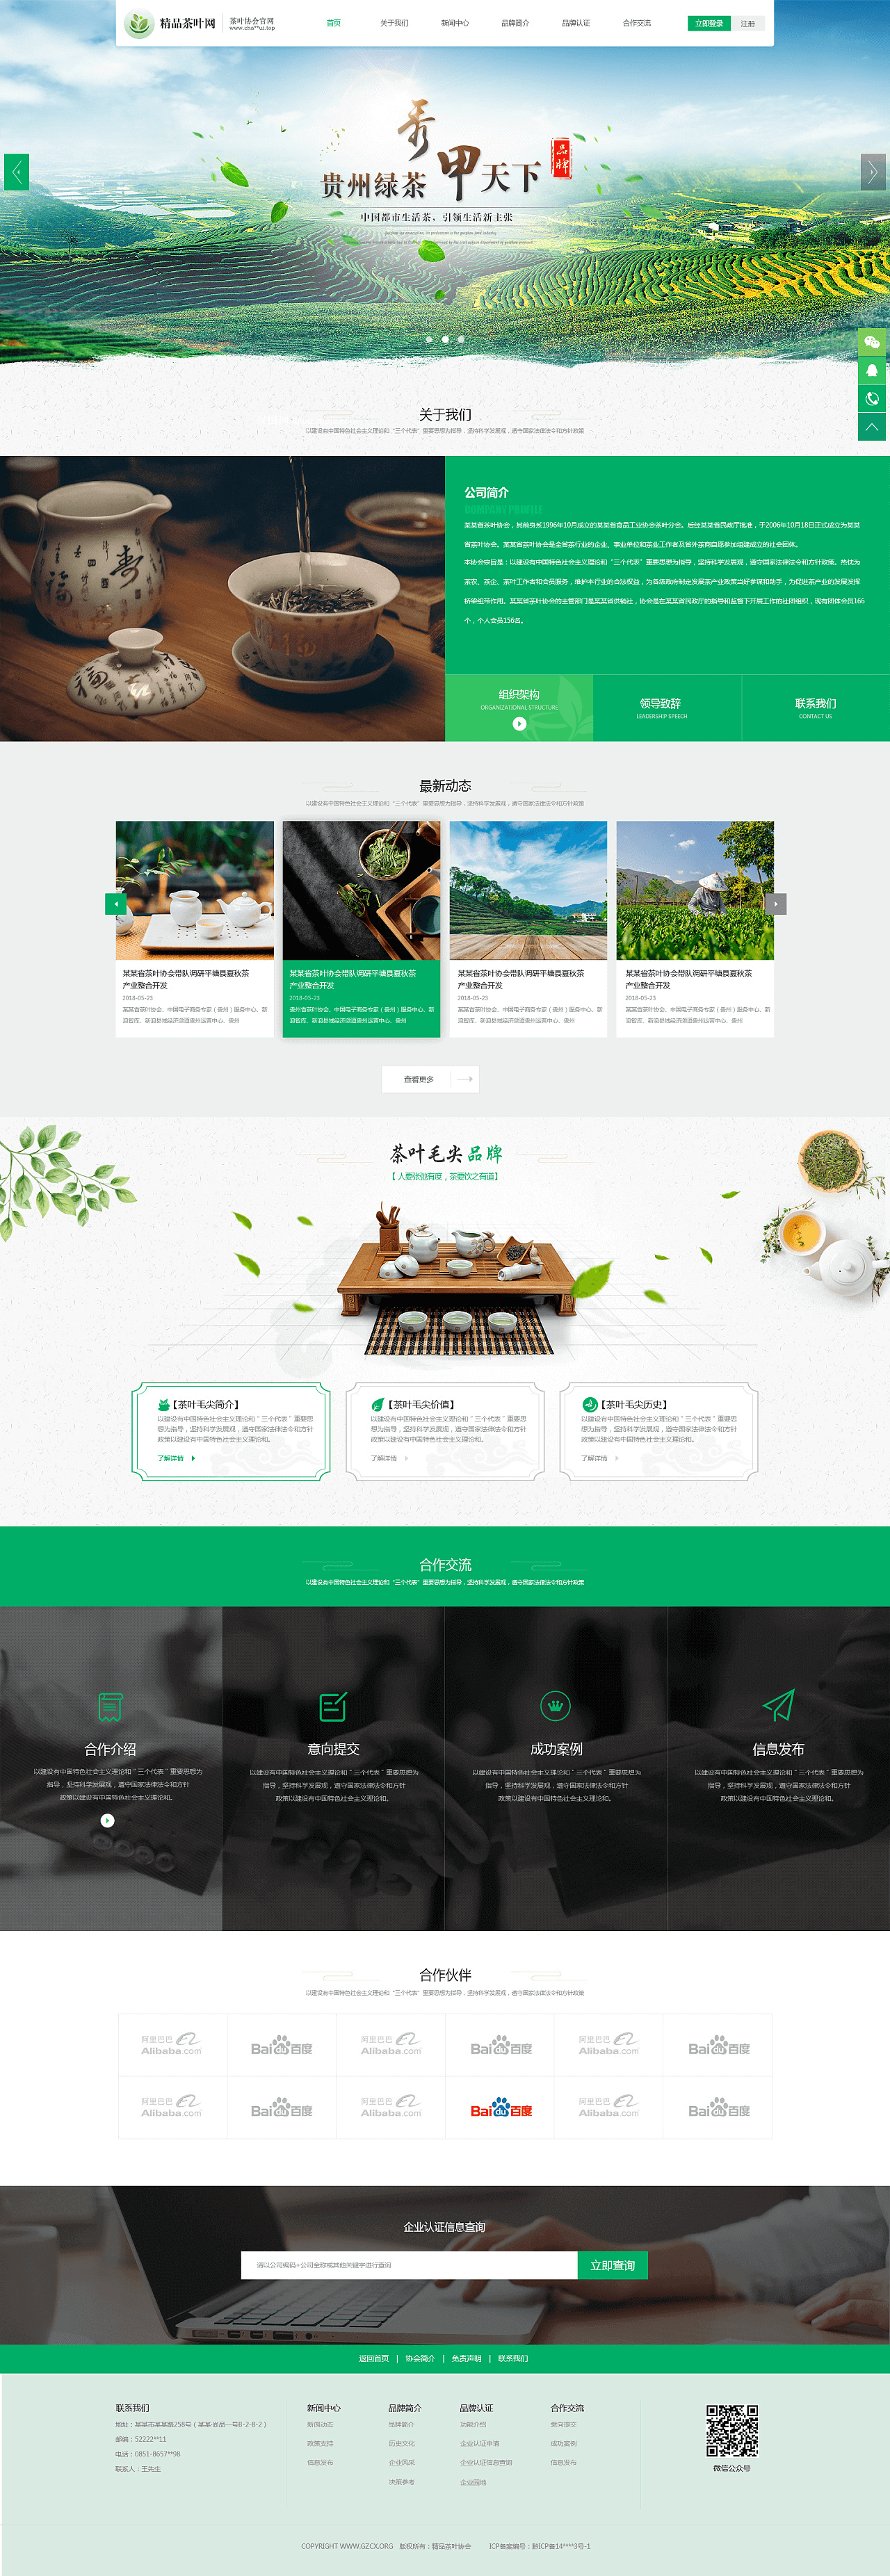 精品茶叶网
茶叶协会官网
www.cha**ui.top
首页
关于我们
新闻中心
品牌简介
品牌认证
合作交流
立即登录
注册
秀
贵州绿茶 甲 天下
品牌
中国都市生活茶，引领生活新主张
关于我们
以建设有中国特色社会主义理论和“三个代表”重要思想为指导，坚持科学发展观，遵守国家法律法令和方针政策
公司简介
COMPANY PROFILE
某某省茶叶协会，其前身系1996年10月成立的某某省食品工业协会茶叶分会。后经某某省民政厅批准，于2006年10月18日正式成立为某某
省茶叶协会。某某省茶叶协会是全省茶行业的企业、事业单位和茶业工作者及省外茶商自愿参加组建成立的社会团体。
本协会宗旨是：以建设有中国特色社会主义理论和“三个代表”重要思想为指导，坚持科学发展观，遵守国家法律法令和方针政策。热忱为
茶农、茶企、茶叶工作者和会员服务，维护本行业的合法权益，为各级政府制定发展茶产业政策当好参谋和助手，为促进茶产业的发展发挥
桥梁纽带作用。某某省茶叶协会的主管部门是某某省供销社，协会是在某某省民政厅的指导和监督下开展工作的社团组织，现有团体会员166
个，个人会员156名。
组织架构
ORGANIZATIONAL STRUCTURE
领导致辞
LEADERSHIP SPEECH
联系我们
CONTACT US
最新动态
以建设有中国特色社会主义理论和“三个代表”重要思想为指导，坚持科学发展观，遵守国家法律法令和方针政策
某某省茶叶协会带队调研平塘县夏秋茶
产业整合开发
2018-05-23
某某省茶叶协会、中国电子商务专家（贵州）服务中心、新
浪智库、新浪县域经济频道贵州运营中心、贵州
某某省茶叶协会带队调研平塘县夏秋茶
产业整合开发
2018-05-23
贵州省茶叶协会、中国电子商务专家（贵州）服务中心、新
浪智库、新浪县域经济频道贵州运营中心、贵州
某某省茶叶协会带队调研平塘县夏秋茶
产业整合开发
2018-05-23
某某省茶叶协会、中国电子商务专家（贵州）服务中心、新
浪智库、新浪县域经济频道贵州运营中心、贵州
某某省茶叶协会带队调研平塘县夏秋茶
产业整合开发
2018-05-23
某某省茶叶协会、中国电子商务专家（贵州）服务中心、新
浪智库、新浪县域经济频道贵州运营中心、贵州
查看更多
茶叶毛尖品牌
【 人要张弛有度，茶要饮之有道】
【茶叶毛尖简介】
以建设有中国特色社会主义理论和＂三个代表＂重要思
想为指导，坚持科学发展观，遵守国家法律法令和方针
政策以建设有中国特色社会主义理论和。
了解详情
【茶叶毛尖价值】
以建设有中国特色社会主义理论和＂三个代表＂重要思
想为指导，坚持科学发展观，遵守国家法律法令和方针
政策以建设有中国特色社会主义理论和。
了解详情
【茶叶毛尖历史】
以建设有中国特色社会主义理论和＂三个代表＂重要思
想为指导，坚持科学发展观，遵守国家法律法令和方针
政策以建设有中国特色社会主义理论和。
了解详情
合作交流
以建设有中国特色社会主义理论和“三个代表”重要思想为指导，坚持科学发展观，遵守国家法律法令和方针政策
合作介绍
以建设有中国特色社会主义理论和＂三个代表＂重要思想为
指导，坚持科学发展观，遵守国家法律法令和方针
政策以建设有中国特色社会主义理论和。
意向提交
以建设有中国特色社会主义理论和＂三个代表＂重要思想为
指导，坚持科学发展观，遵守国家法律法令和方针
政策以建设有中国特色社会主义理论和。
成功案例
以建设有中国特色社会主义理论和＂三个代表＂重要思想为
指导，坚持科学发展观，遵守国家法律法令和方针
政策以建设有中国特色社会主义理论和。
信息发布
以建设有中国特色社会主义理论和＂三个代表＂重要思想为
指导，坚持科学发展观，遵守国家法律法令和方针
政策以建设有中国特色社会主义理论和。
合作伙伴
以建设有中国特色社会主义理论和“三个代表”重要思想为指导，坚持科学发展观，遵守国家法律法令和方针政策
阿里巴巴 Alibaba.com
Baidu百度
阿里巴巴 Alibaba.com
Baidu百度
阿里巴巴 Alibaba.com
Baidu百度
阿里巴巴 Alibaba.com
Baidu百度
阿里巴巴 Alibaba.com
Baidu百度
阿里巴巴 Alibaba.com
Baidu百度
企业认证信息查询
请以公司编码+公司全称或其他关键字进行查询
立即查询
返回首页 | 协会简介 | 免责声明 | 联系我们
联系我们
地址：某某市某某路258号（某某·尚品一号B-2-8-2）
邮编：52222**11
电话：0851-8657**98
联系人：王先生
新闻中心
新闻动态
政策支持
信息发布
品牌简介
品牌简介
历史文化
企业风采
决策参考
品牌认证
功能介绍
企业认证申请
企业认证信息查询
企业园地
合作交流
意向提交
成功案例
信息发布
微信公众号
COPYRIGHT WWW.GZCX.ORG 版权所有：精品茶叶协会 ICP备案编号：黔ICP备14****3号-1